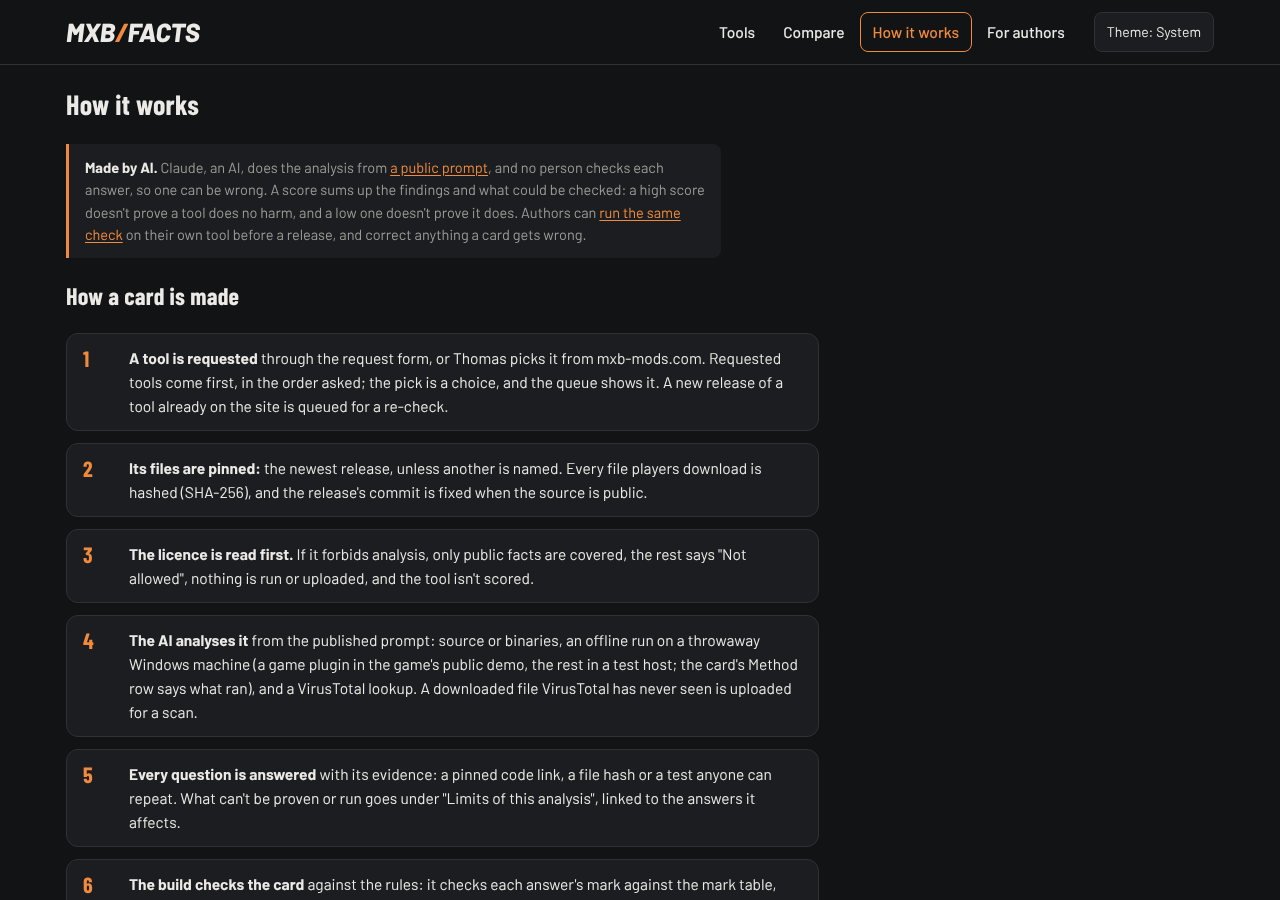 MXB/FACTS
Tools
Compare
How it works
For authors
Theme: System
How it works
Made by AI. Claude, an AI, does the analysis from a public prompt, and no person checks each
answer, so one can be wrong. A score sums up the findings and what could be checked: a high score
doesn't prove a tool does no harm, and a low one doesn't prove it does. Authors can run the same
check on their own tool before a release, and correct anything a card gets wrong.
How a card is made
1
A tool is requested through the request form, or Thomas picks it from mxb-mods.com. Requested
tools come first, in the order asked; the pick is a choice, and the queue shows it. A new release of a
tool already on the site is queued for a re-check.
2
Its files are pinned: the newest release, unless another is named. Every file players download is
hashed (SHA-256), and the release's commit is fixed when the source is public.
3
The licence is read first. If it forbids analysis, only public facts are covered, the rest says "Not
allowed", nothing is run or uploaded, and the tool isn't scored.
4
The AI analyses it from the published prompt: source or binaries, an offline run on a throwaway
Windows machine (a game plugin in the game's public demo, the rest in a test host; the card's Method
row says what ran), and a VirusTotal lookup. A downloaded file VirusTotal has never seen is uploaded
for a scan.
5
Every question is answered with its evidence: a pinned code link, a file hash or a test anyone can
repeat. What can't be proven or run goes under "Limits of this analysis", linked to the answers it
affects.
6
The build checks the card against the rules: it checks each answer's mark against the mark table,